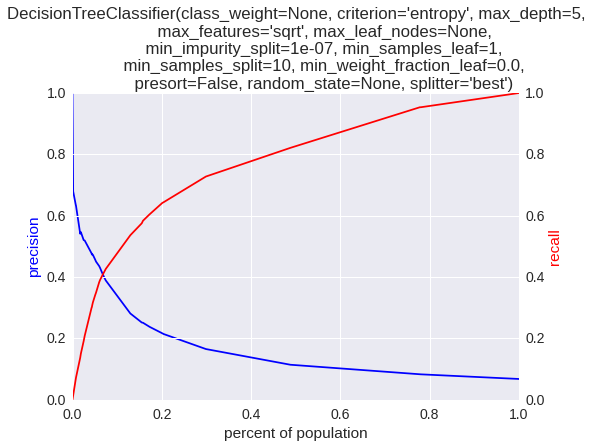 DecisionTreeClassifier(class_weight=None, criterion='entropy', max_depth=5,
max_features='sqrt', max_leaf_nodes=None,
min_impurity_split=1e-07, min_samples_leaf=1,
min_samples_split=10, min_weight_fraction_leaf=0.0,
presort=False, random_state=None, splitter='best')
1.0
0.8
0.6
0.4
0.2
0.0
precision
1.0
0.8
0.6
0.4
0.2
0.0
recall
0.0 0.2 0.4 0.6 0.8 1.0
percent of population